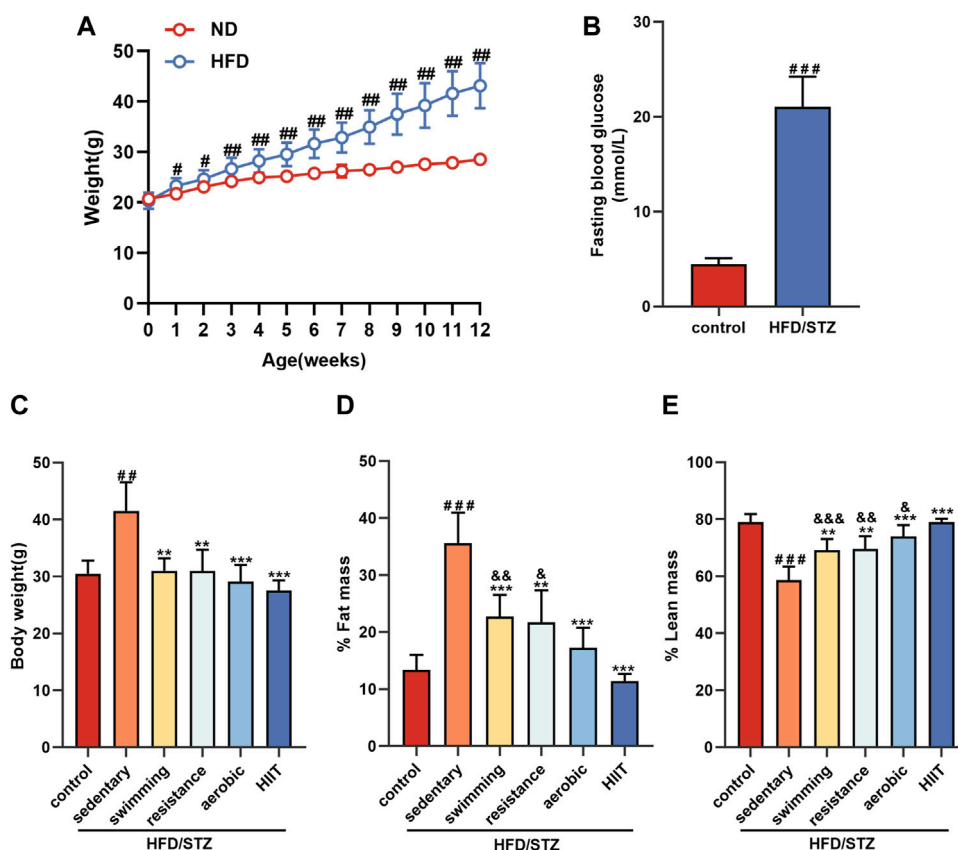 A
ND
HFD
Weight(g)
50
40
30
20
10
0
# # ## ## ## ## ## ## ## ## ## ##
0 1 2 3 4 5 6 7 8 9 10 11 12
Age(weeks)
B
Fasting blood glucose
(mmol/L)
30
20
10
0
###
control HFD/STZ
C
Body weight(g)
50
40
30
20
10
0
##
**
**
***
***
control sedentary swimming resistance aerobic HIIT
HFD/STZ
D
% Fat mass
50
40
30
20
10
0
###
&&
***
&
**
***
***
control sedentary swimming resistance aerobic HIIT
HFD/STZ
E
% Lean mass
100
80
60
40
20
0
###
&&&
**
&&
**
&
***
***
control sedentary swimming resistance aerobic HIIT
HFD/STZ